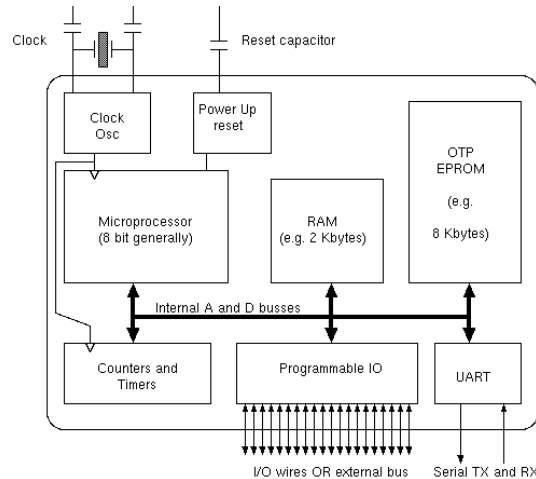 Clock
Reset capacitor
Clock
Osc
Power Up
reset
OTP
EPROM
(e.g.
8 Kbytes)
Microprocessor
(8 bit generally)
RAM
(e.g. 2 Kbytes)
Internal A and D busses
Counters and
Timers
Programmable IO
UART
I/O wires OR external bus
Serial TX and RX